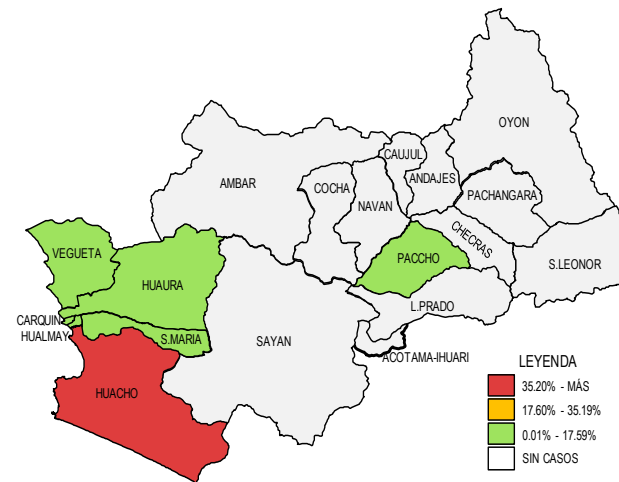 OYON
CAUJUL
ANDAJES
AMBAR
COCHA
NAVAN
PACHANGARA
CHECRAS
VEGUETA
PACCHO
S.LEONOR
HUAURA
L.PRADO
CARQUIN
HUALMAY
S.MARIA
SAYAN
ACOTAMA-IHUARI
HUACHO
LEYENDA
35.20% - MÁS
17.60% - 35.19%
0.01% - 17.59%
SIN CASOS